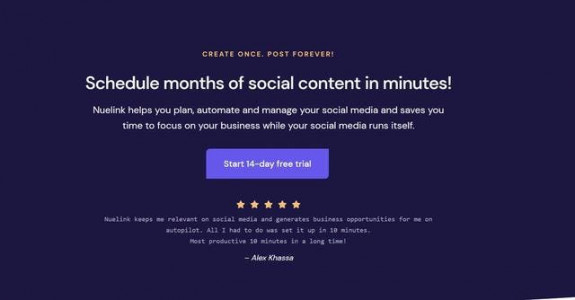 CREATE ONCE. POST FOREVER!
Schedule months of social content in minutes!
Nuelink helps you plan, automate and manage your social media and saves you
time to focus on your business while your social media runs itself.
Start 14-day free trial
Nuelink keeps me relevant on social media and generates business opportunities for me on
autopilot. All I had to do was set it up in 10 minutes.
Most productive 10 minutes in a long time!
– Alex Khassa